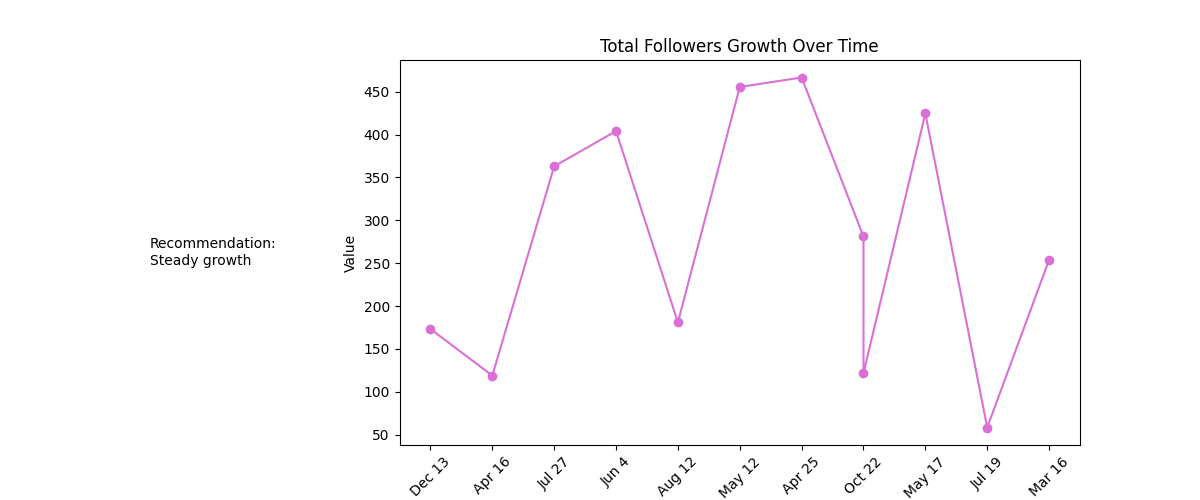 Total Followers Growth Over Time
Recommendation:
Steady growth
Value
450
400
350
300
250
200
150
100
50
Dec 13
Apr 16
Jul 27
Jun 4
Aug 12
May 12
Apr 25
Oct 22
May 17
Jul 19
Mar 16